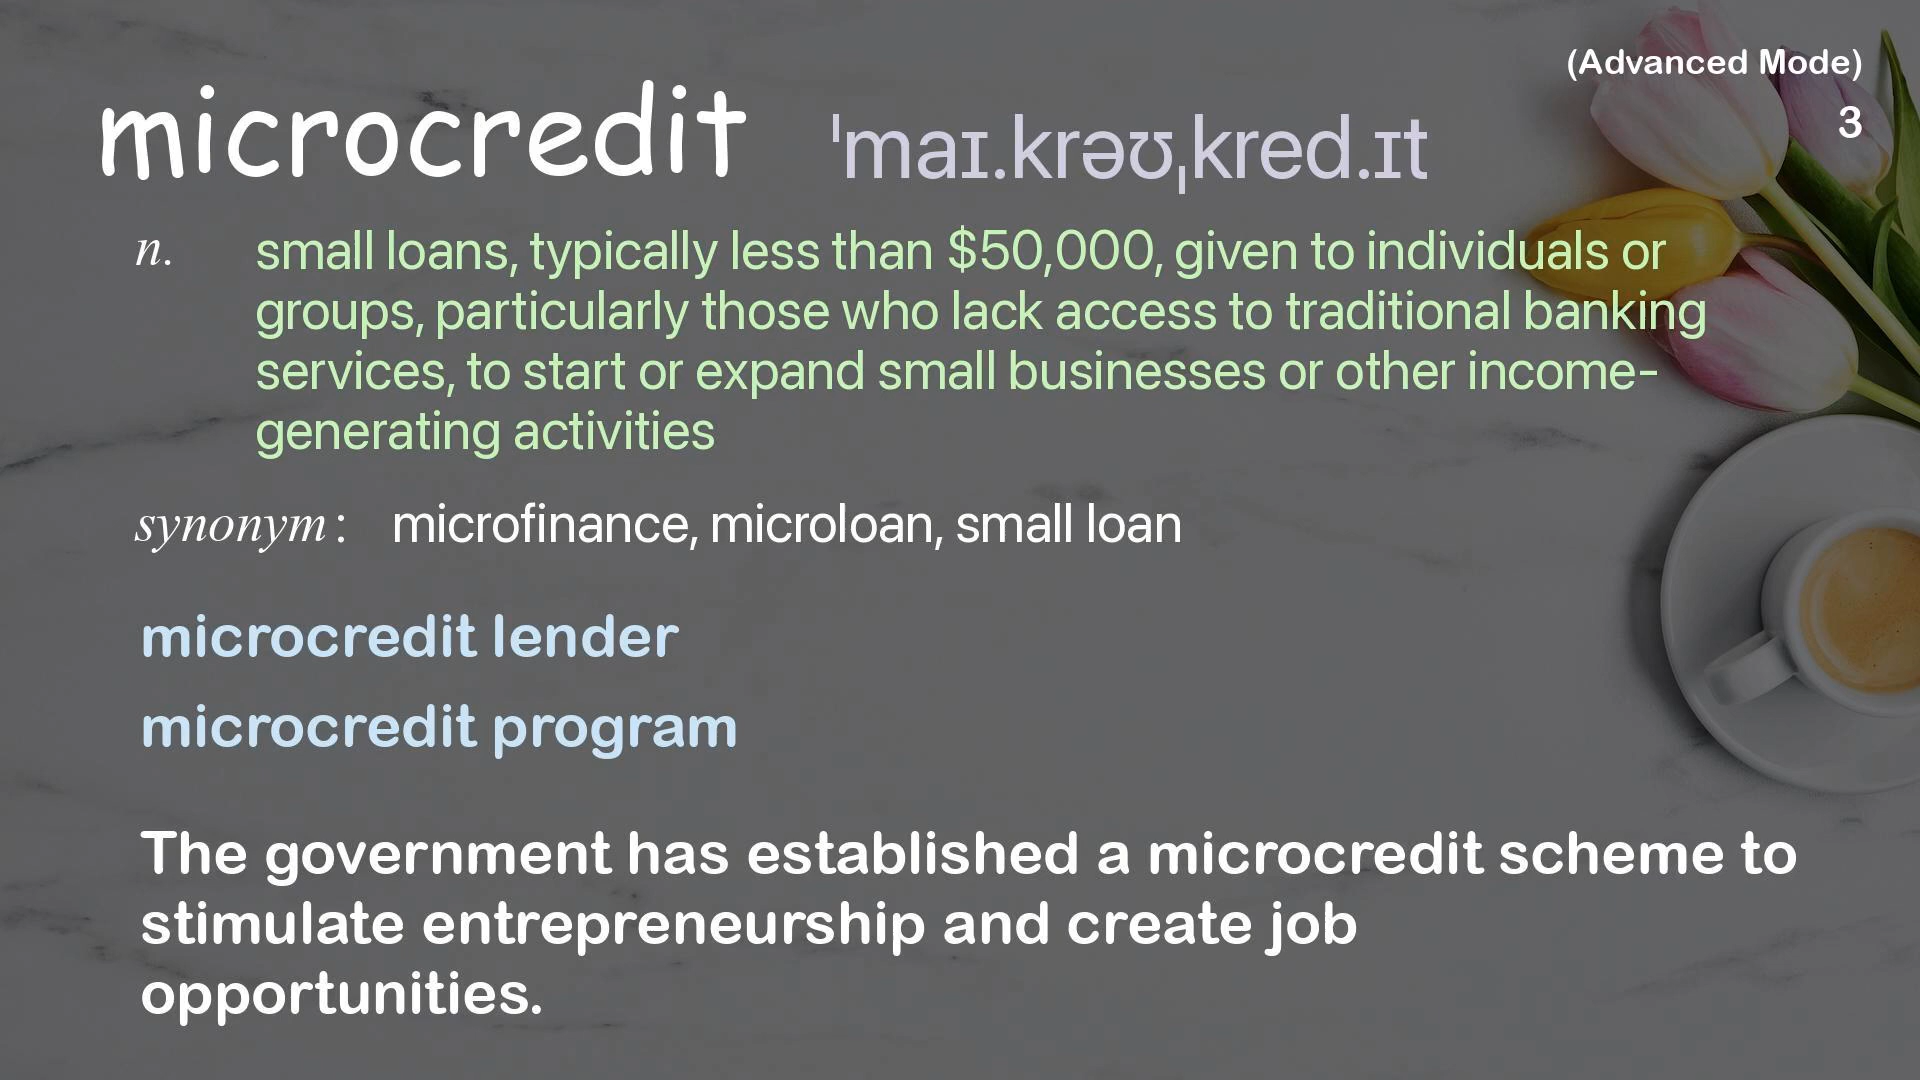 (Advanced Mode)
microcredit ˈmaɪ.krəʊˌkred.ɪt
3
n. small loans, typically less than $50,000, given to individuals or
groups, particularly those who lack access to traditional banking
services, to start or expand small businesses or other income-
generating activities
synonym: microfinance, microloan, small loan
microcredit lender
microcredit program
The government has established a microcredit scheme to
stimulate entrepreneurship and create job
opportunities.